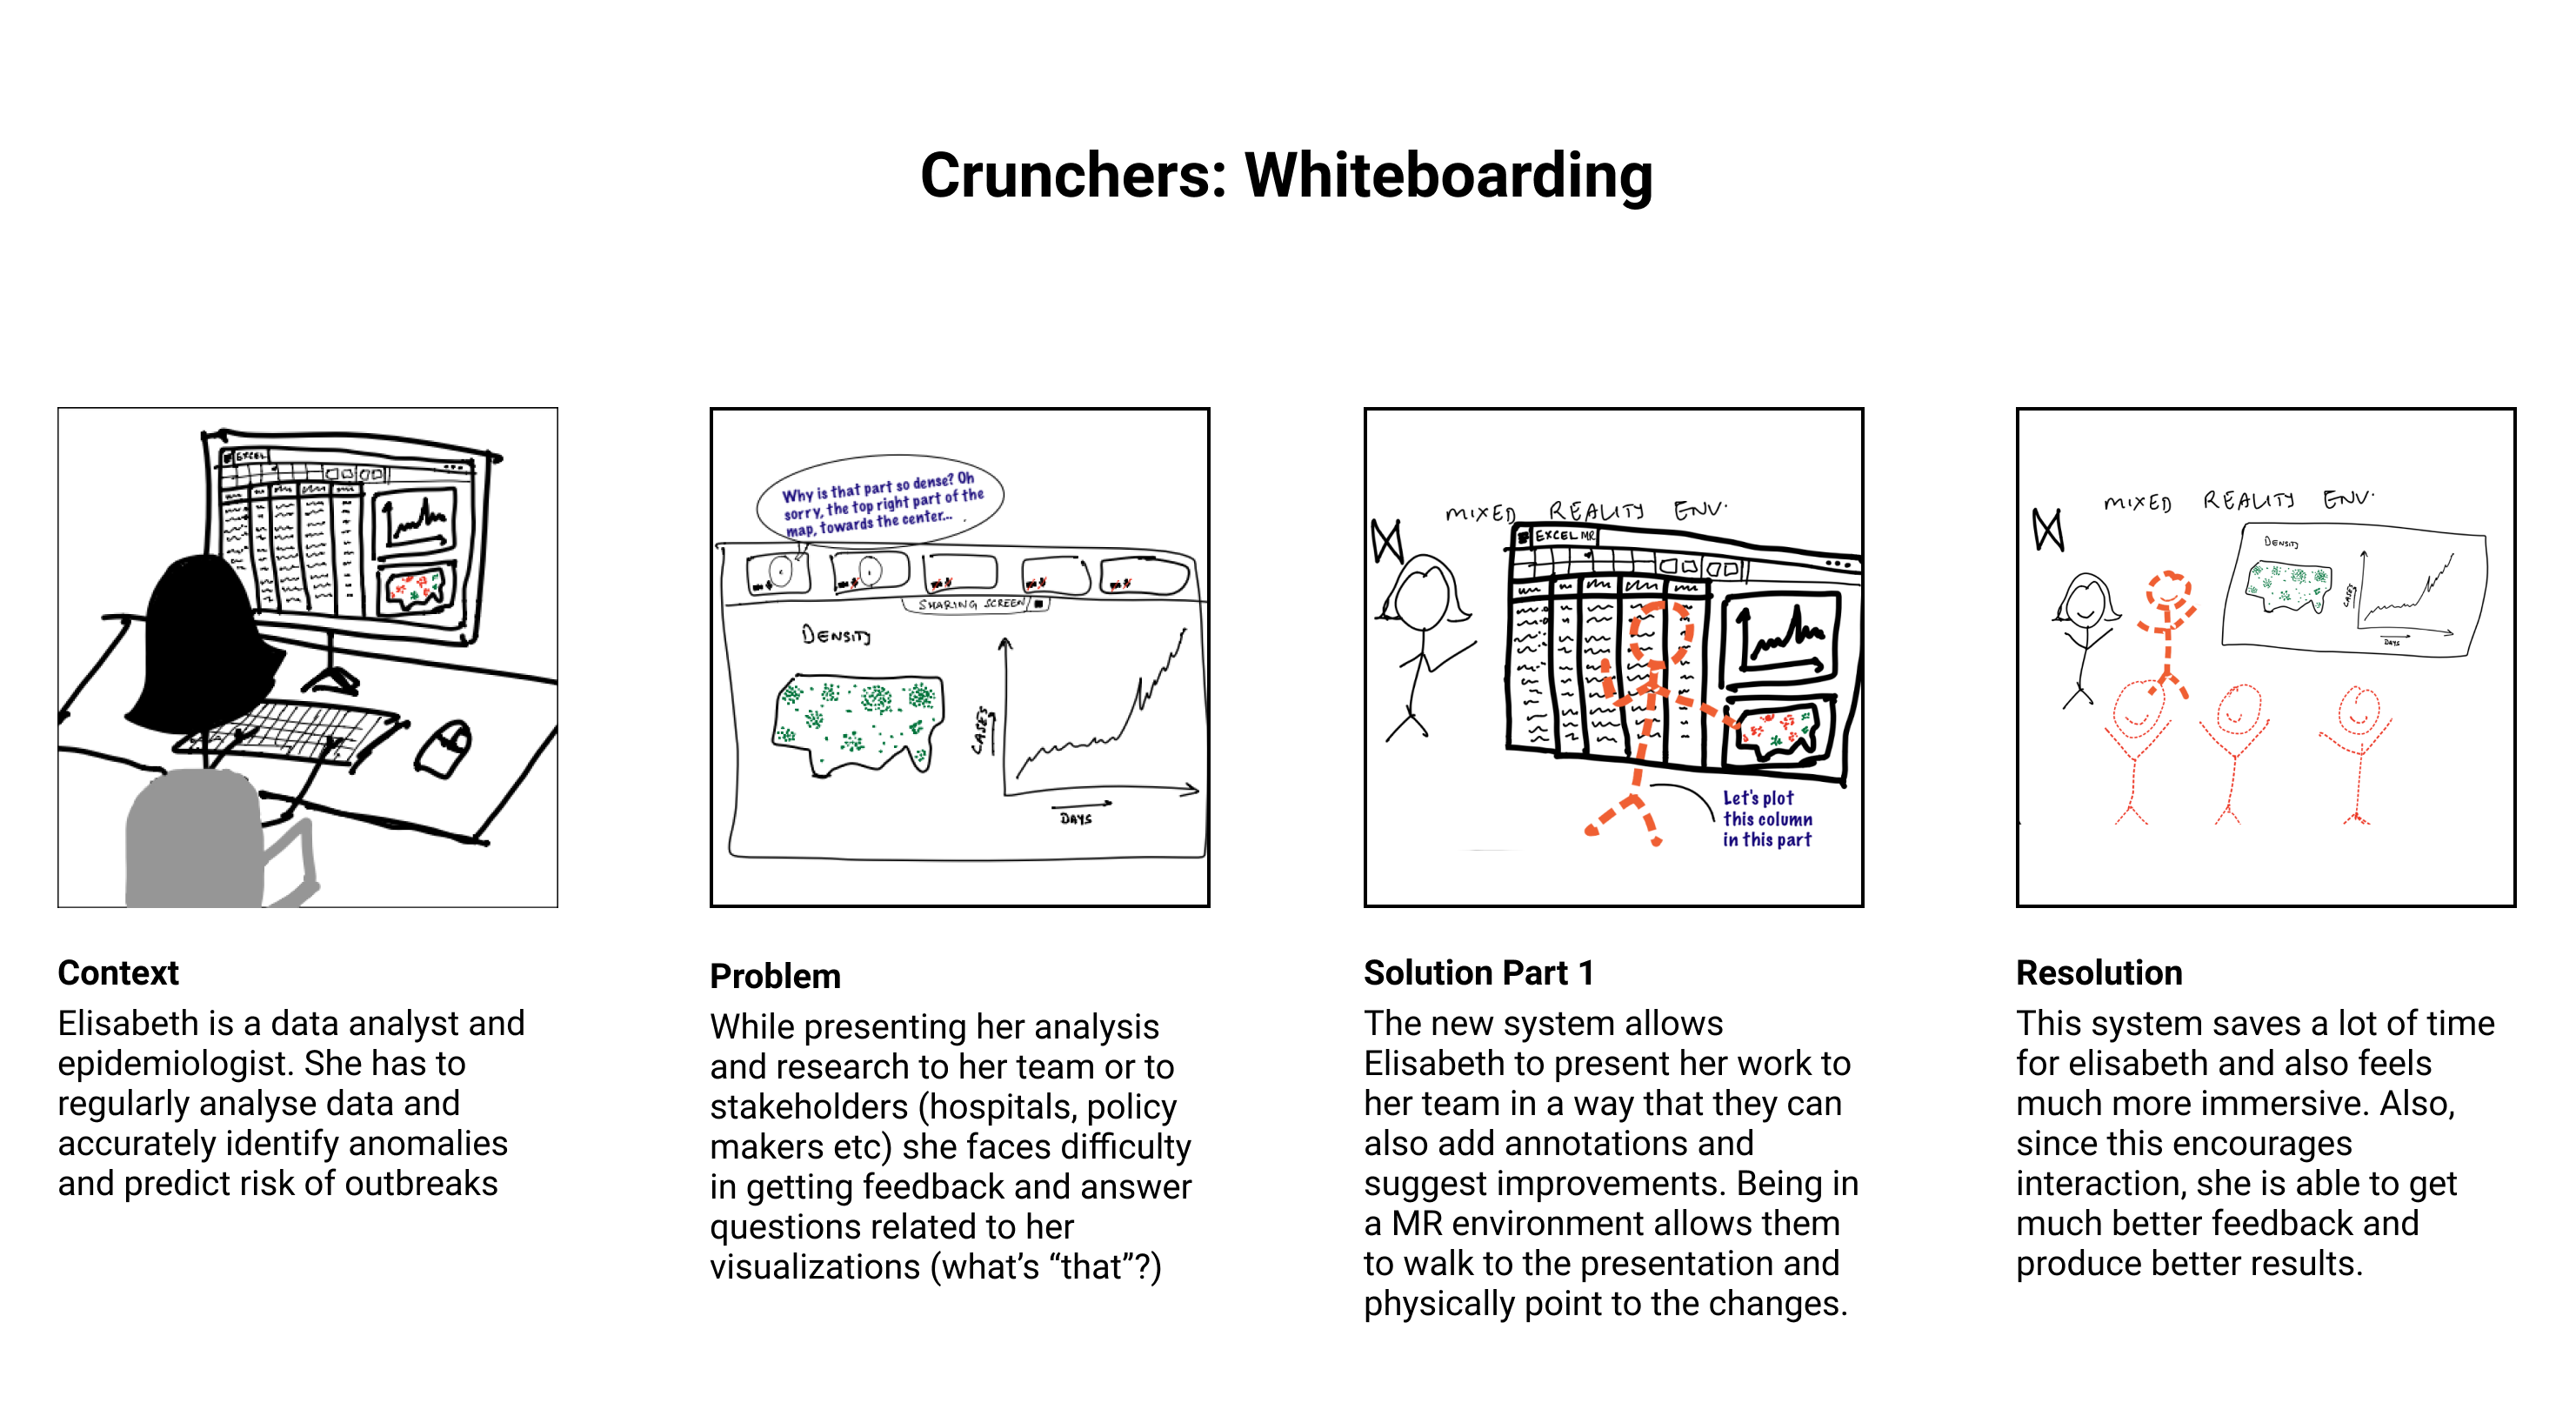 Crunchers: Whiteboarding
EXCEL
Context
Elisabeth is a data analyst and
epidemiologist. She has to
regularly analyse data and
accurately identify anomalies
and predict risk of outbreaks
Why is that part so dense? Oh
sorry, the top right part of the
map, towards the center...
SHARING SCREEN
DENSITY
CASES
DAYS
Problem
While presenting her analysis
and research to her team or to
stakeholders (hospitals, policy
makers etc) she faces difficulty
in getting feedback and answer
questions related to her
visualizations (what’s “that”?)
MIXED REALITY ENV.
EXCEL MR
Let's plot
this column
in this part
Solution Part 1
The new system allows
Elisabeth to present her work to
her team in a way that they can
also add annotations and
suggest improvements. Being in
a MR environment allows them
to walk to the presentation and
physically point to the changes.
MIXED REALITY ENV.
DENSITY
CASES
DAYS
Resolution
This system saves a lot of time
for elisabeth and also feels
much more immersive. Also,
since this encourages
interaction, she is able to get
much better feedback and
produce better results.